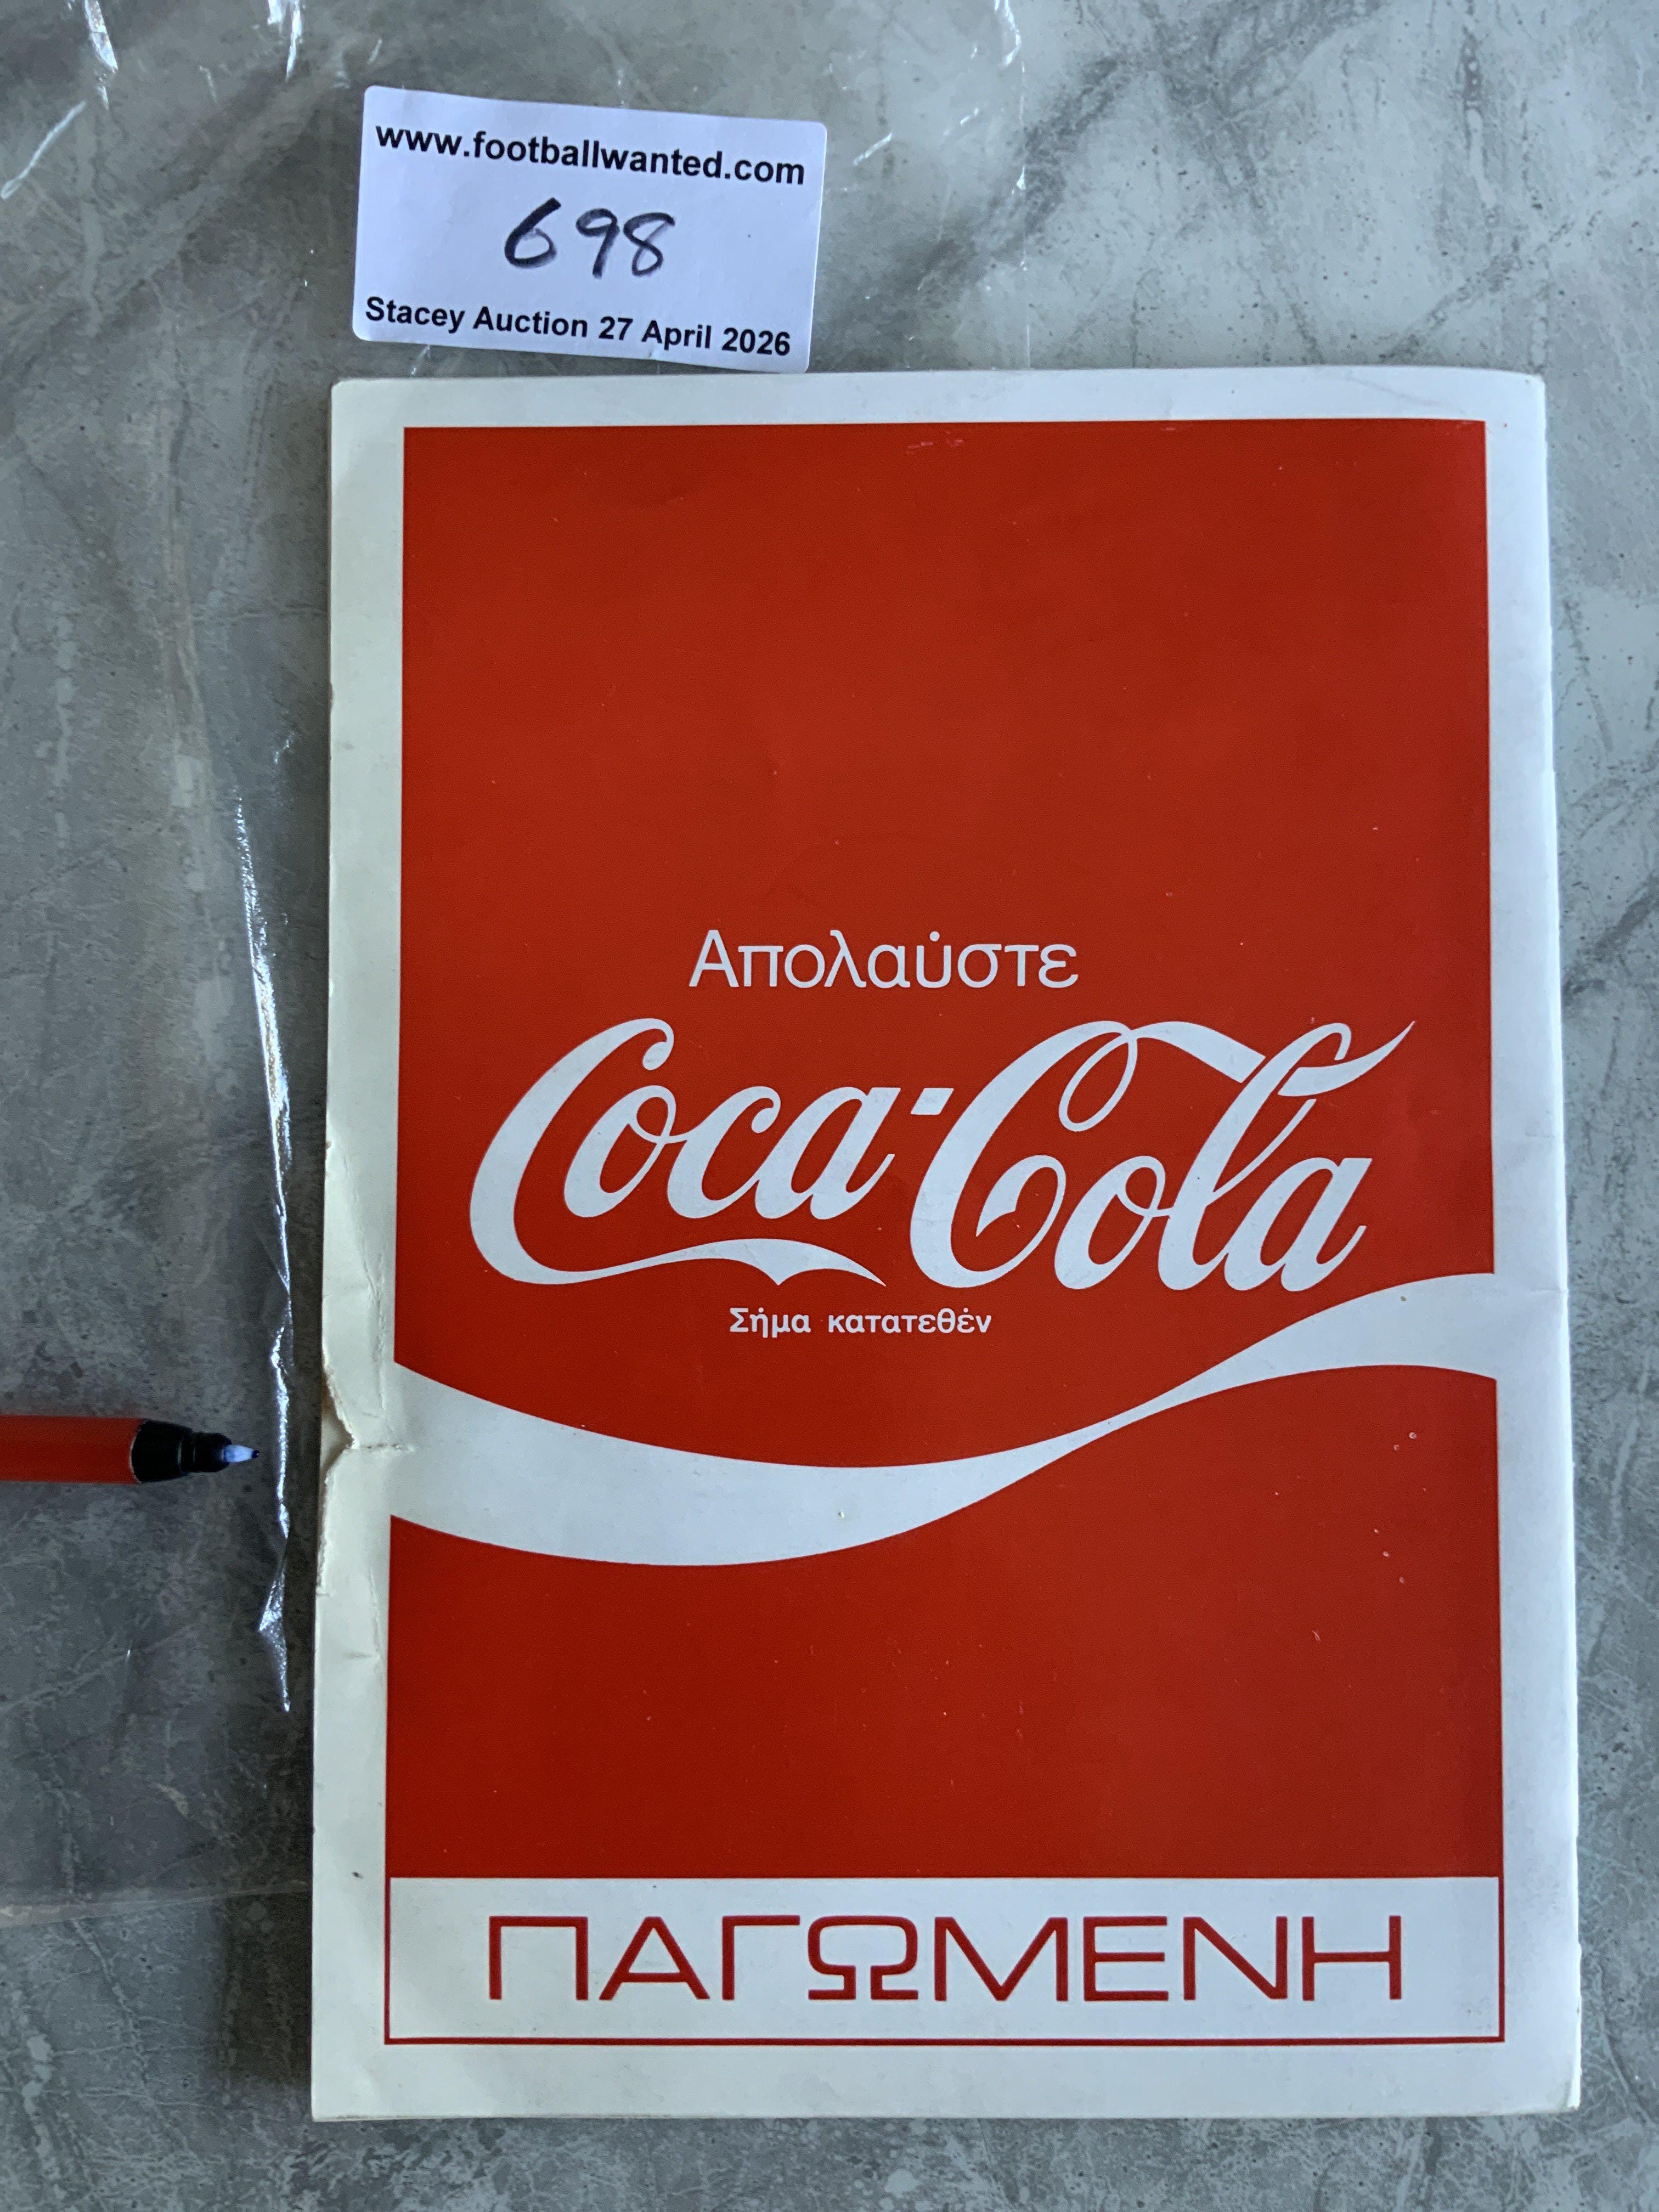 www.footballwanted.com
698
Stacey Auction 27 April 2026
Απολαύστε
Coca-Cola
Σήμα κατατεθέν
ΠΑΓΩΜΕΝΗ